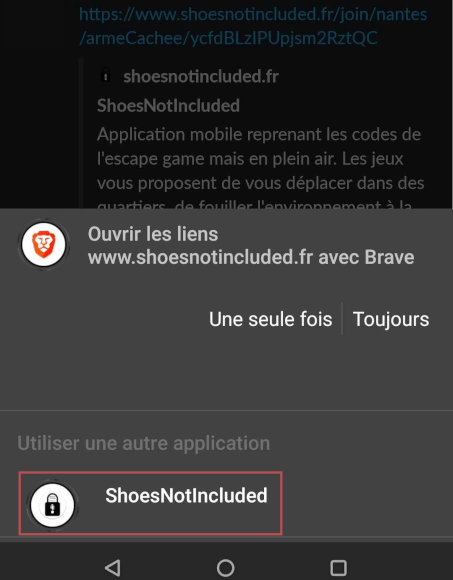 https://www.shoesnotincluded.fr/join/nantes
/armeCachee/ycfdBLzIPUpjsm2RztQC
shoesnotincluded.fr
ShoesNotIncluded
Application mobile reprenant les codes de
l'escape game mais en plein air. Les jeux
vous proposent de vous déplacer dans des
quartiers, de fouiller l'environnement à la
Ouvrir les liens
www.shoesnotincluded.fr avec Brave
Une seule fois
Toujours
Utiliser une autre application
ShoesNotIncluded